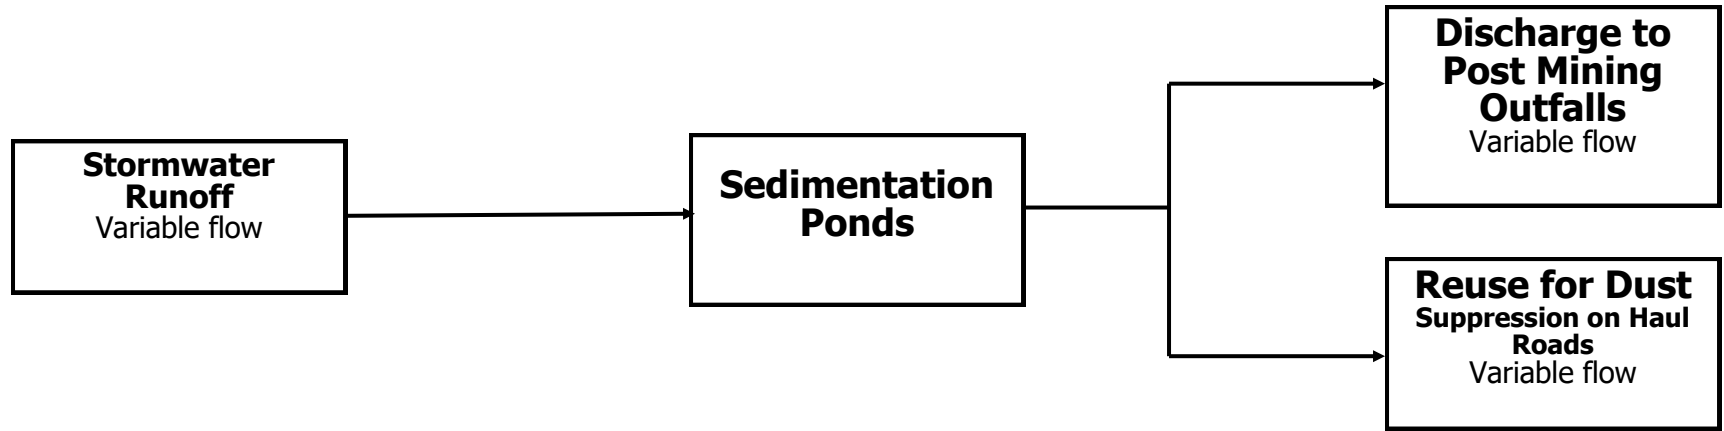 Stormwater
Runoff
Variable flow
Sedimentation
Ponds
Discharge to
Post Mining
Outfalls
Variable flow
Reuse for Dust
Suppression on Haul
Roads
Variable flow